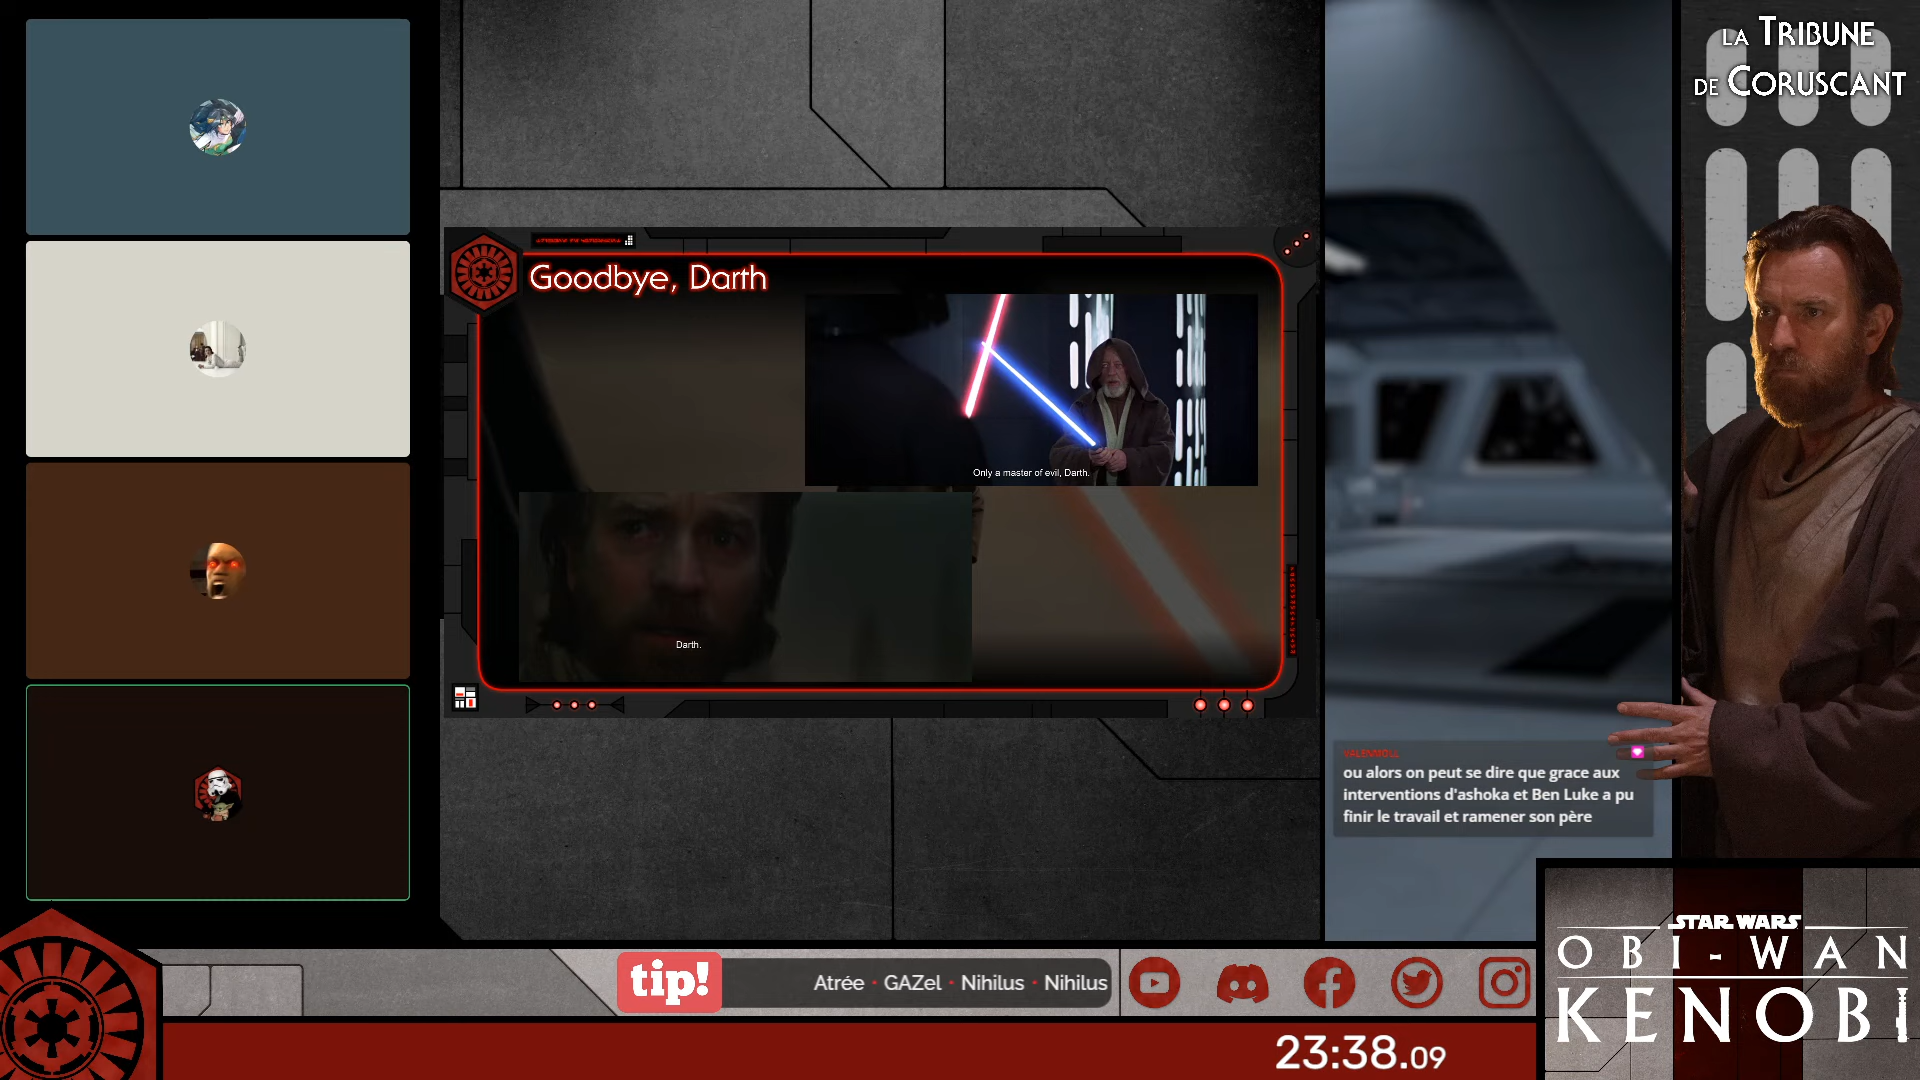 LA TRIBUNE
DE CORUSCANT
Goodbye, Darth
Only a master of evil, Darth.
Darth.
ou alors on peut se dire que grace aux
interventions d'ashoka et Ben Luke a pu
finir le travail et ramener son père
tip!
Atrée • GAZel • Nihilus • Nihilus
STAR WARS
OBI-WAN
KENOBI
23:38.09